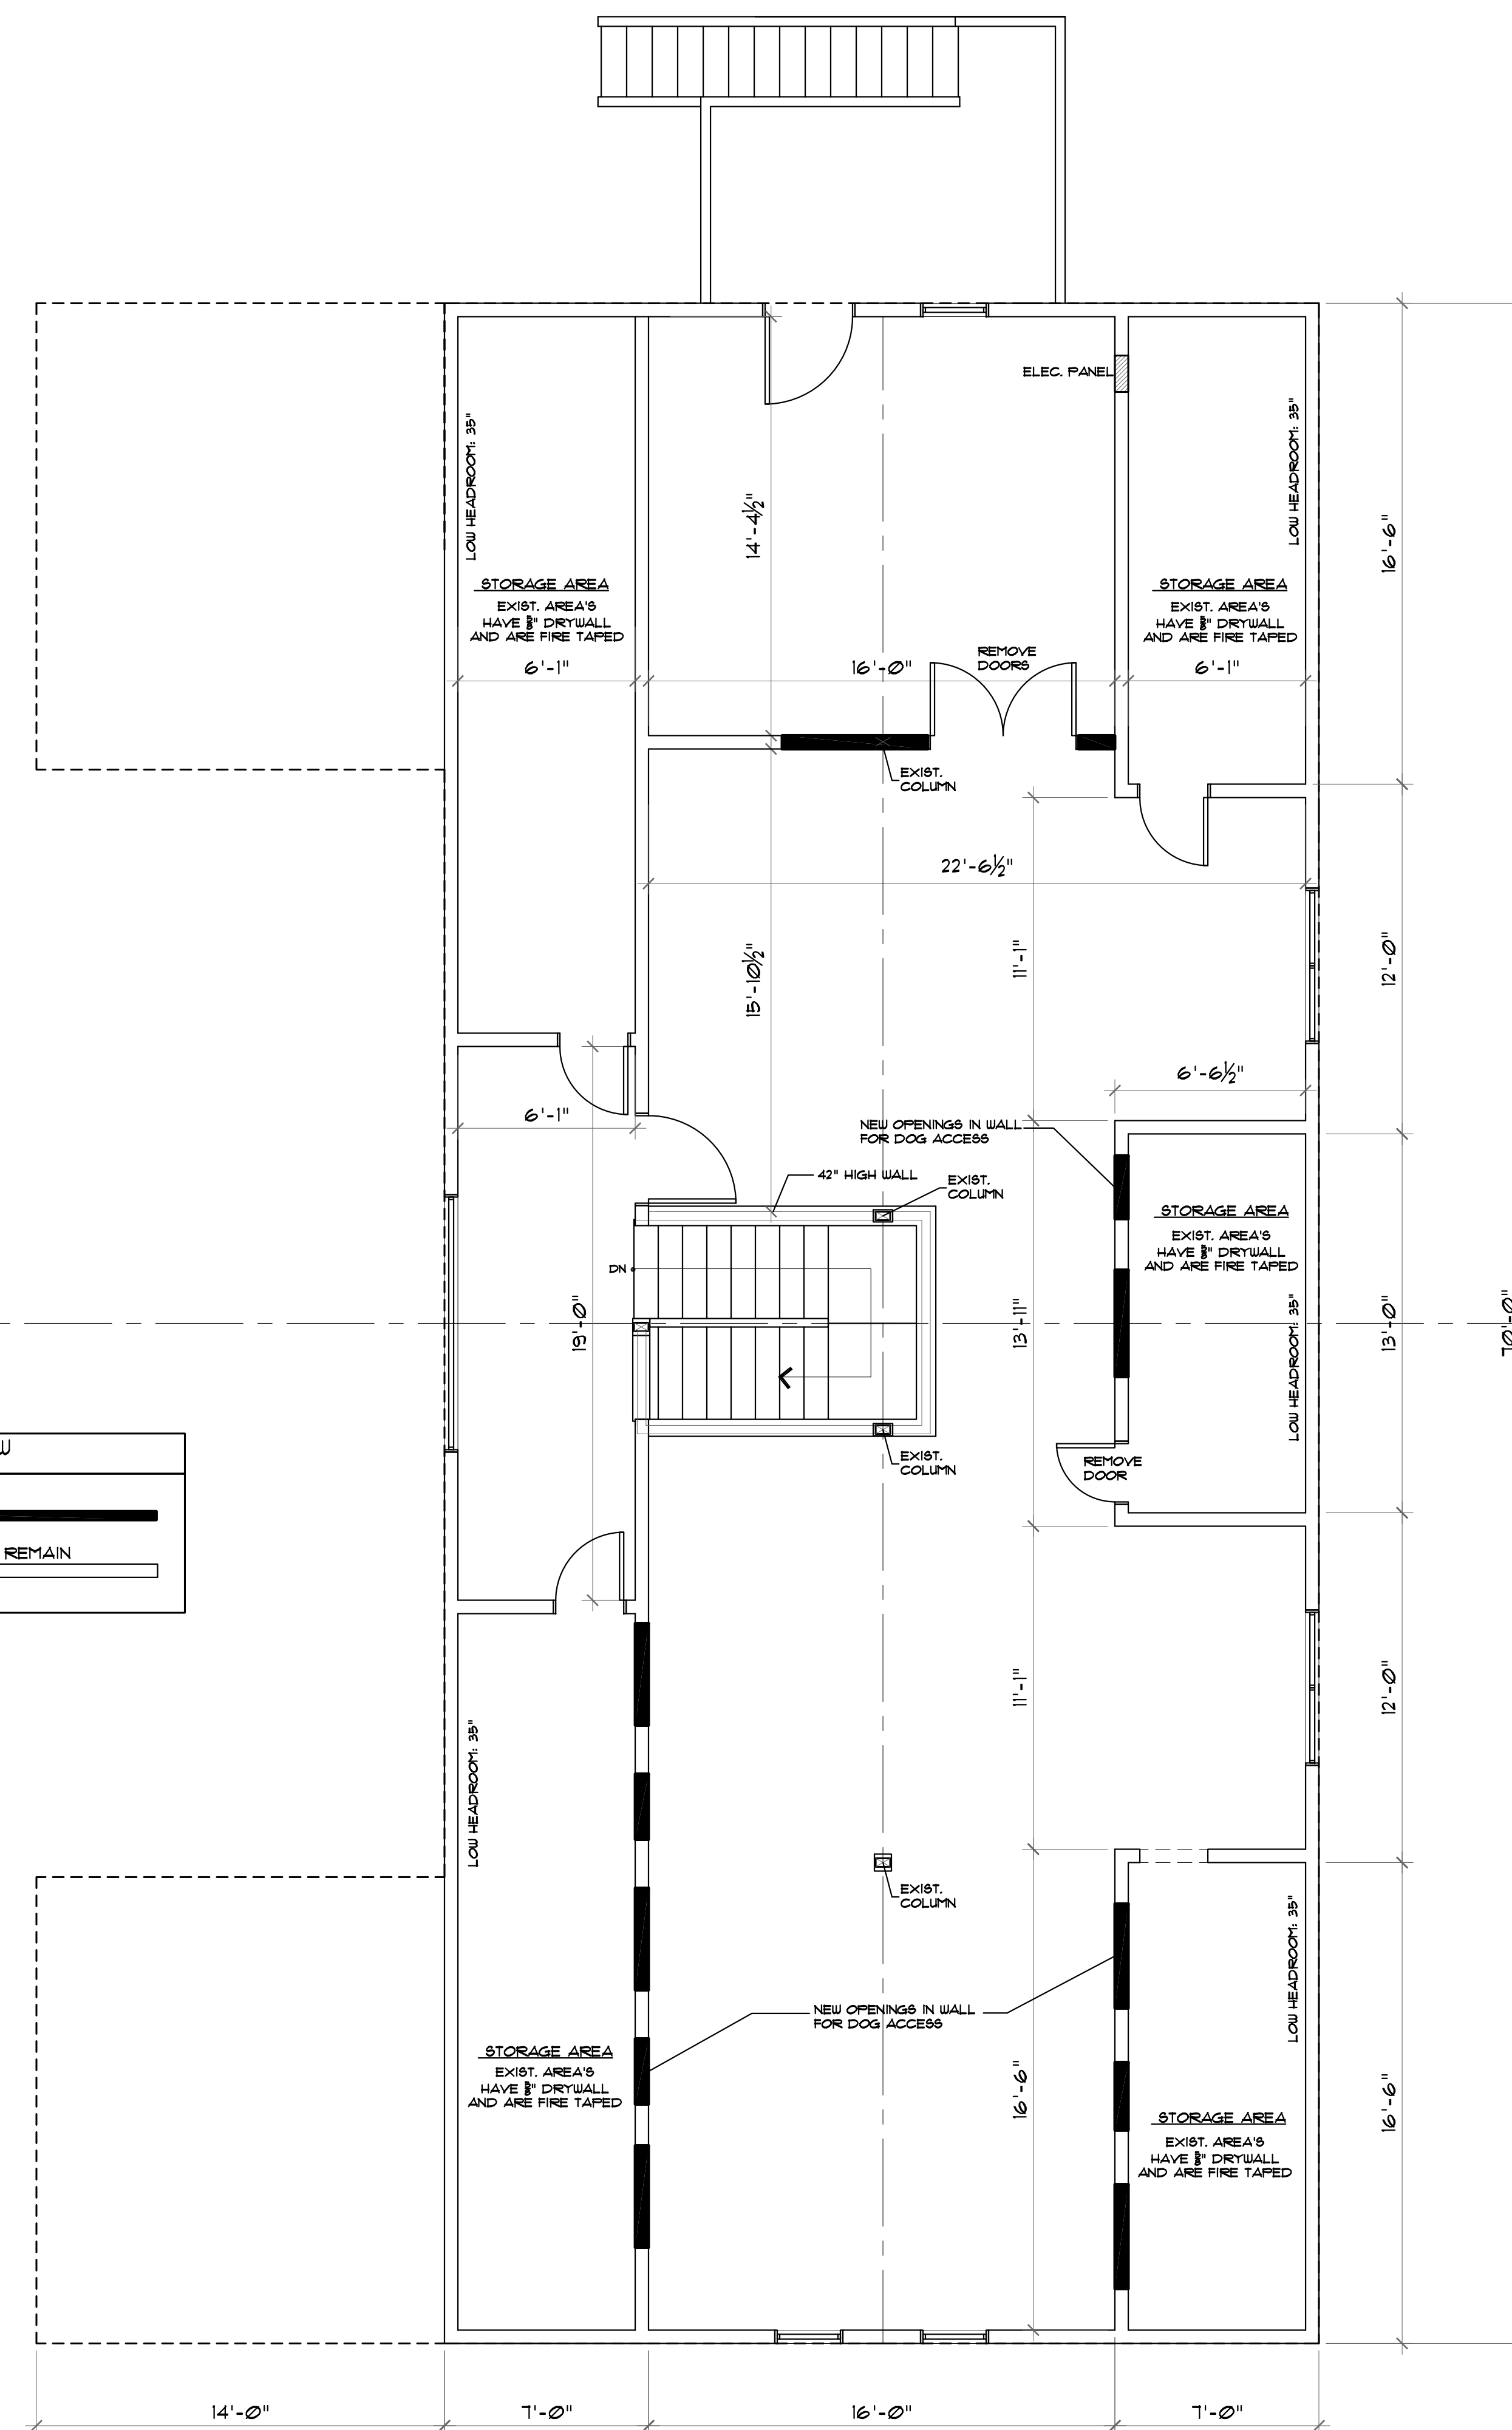 ELEC. PANEL
LOW HEADROOM: 35"
LOW HEADROOM: 35"
14'-4½"
16'-6"
STORAGE AREA
EXIST. AREA'S
HAVE ⅝" DRYWALL
AND ARE FIRE TAPED
STORAGE AREA
EXIST. AREA'S
HAVE ⅝" DRYWALL
AND ARE FIRE TAPED
6'-1"
16'-0"
REMOVE
DOORS
6'-1"
EXIST.
COLUMN
22'-6½"
15'-10½"
11'-1"
12'-0"
6'-6½"
6'-1"
NEW OPENINGS IN WALL
FOR DOG ACCESS
42" HIGH WALL
EXIST.
COLUMN
STORAGE AREA
EXIST. AREA'S
HAVE ⅝" DRYWALL
AND ARE FIRE TAPED
DN
19'-0"
13'-11"
LOW HEADROOM: 35"
13'-0"
70'-0"
EXIST.
COLUMN
REMOVE
DOOR
W
REMAIN
LOW HEADROOM: 35"
11'-1"
12'-0"
EXIST.
COLUMN
LOW HEADROOM: 35"
NEW OPENINGS IN WALL
FOR DOG ACCESS
STORAGE AREA
EXIST. AREA'S
HAVE ⅝" DRYWALL
AND ARE FIRE TAPED
16'-6"
16'-6"
STORAGE AREA
EXIST. AREA'S
HAVE ⅝" DRYWALL
AND ARE FIRE TAPED
14'-0"
7'-0"
16'-0"
7'-0"